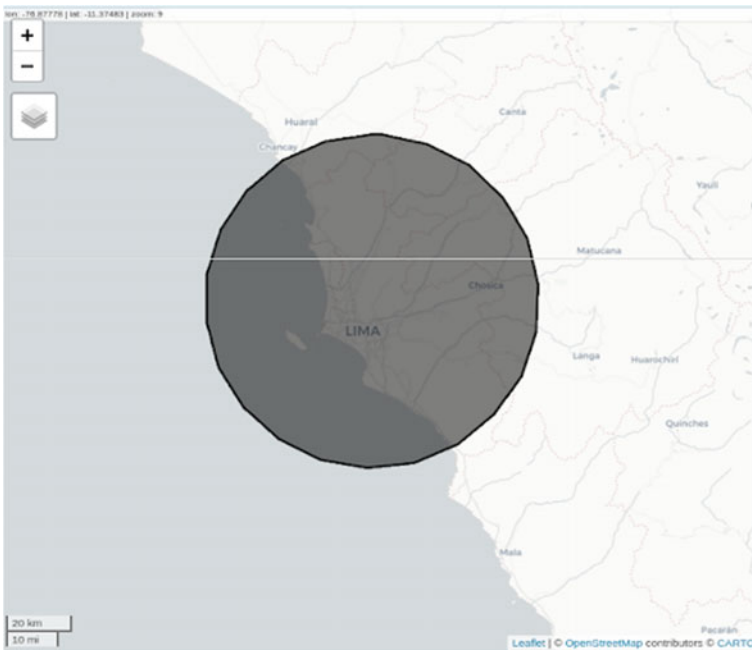 lon: -76.87778 | lat: -11.37483 | zoom: 9
+
−
Huaral
Canta
Chancay
Yauli
Matucana
Chosica
LIMA
Langa
Huarochirí
Quinches
Mala
20 km
10 mi
Pacarán
Leaflet | © OpenStreetMap contributors © CARTO